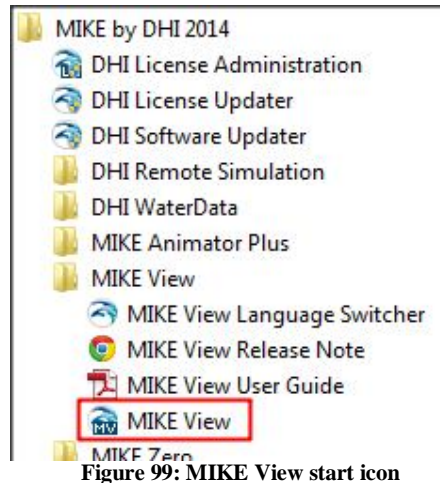 MIKE by DHI 2014
DHI License Administration
DHI License Updater
DHI Software Updater
DHI Remote Simulation
DHI WaterData
MIKE Animator Plus
MIKE View
MIKE View Language Switcher
MIKE View Release Note
MIKE View User Guide
MV MIKE View
MIKE Zero
Figure 99: MIKE View start icon